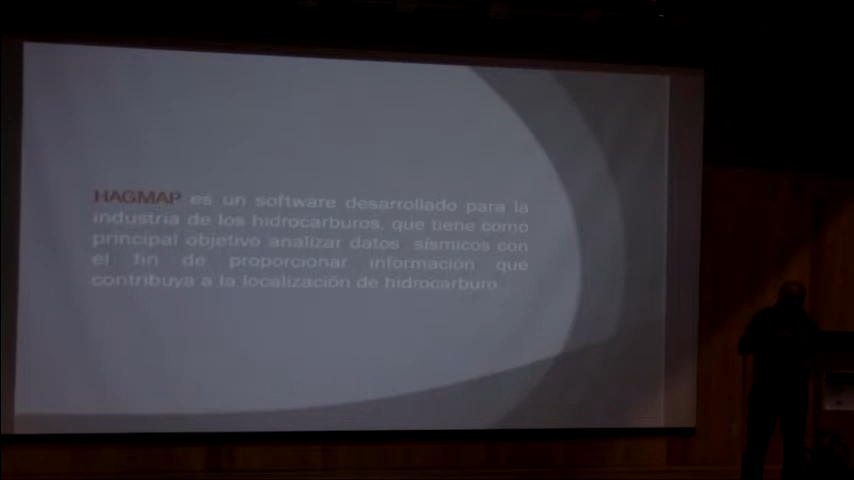 HAGMAP es un software desarrollado para la
industria de los hidrocarburos, que tiene como
principal objetivo analizar datos sísmicos con
el fin de proporcionar información que
contribuya a la localización de hidrocarburo